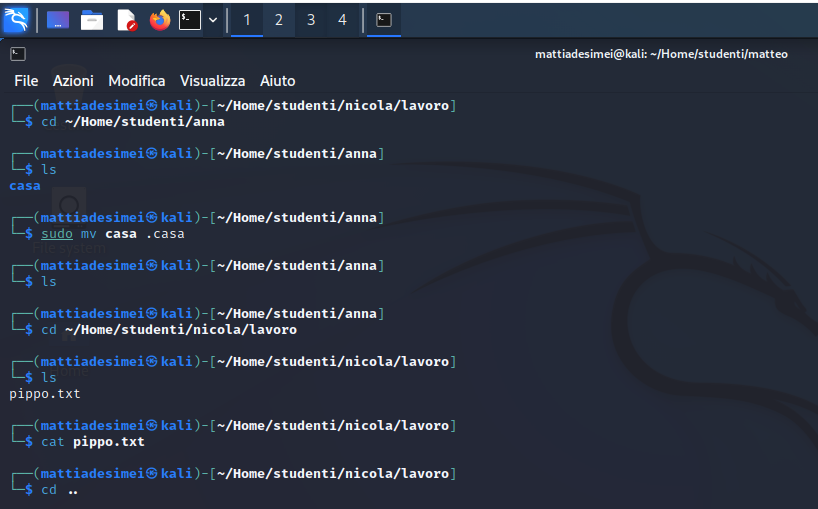 1 2 3 4
mattiadesimei@kali: ~/Home/studenti/matteo
File Azioni Modifica Visualizza Aiuto
┌──(mattiadesimei㉿kali)-[~/Home/studenti/nicola/lavoro]
└─$ cd ~/Home/studenti/anna
┌──(mattiadesimei㉿kali)-[~/Home/studenti/anna]
└─$ ls
casa
┌──(mattiadesimei㉿kali)-[~/Home/studenti/anna]
└─$ sudo mv casa .casa
┌──(mattiadesimei㉿kali)-[~/Home/studenti/anna]
└─$ ls
┌──(mattiadesimei㉿kali)-[~/Home/studenti/anna]
└─$ cd ~/Home/studenti/nicola/lavoro
┌──(mattiadesimei㉿kali)-[~/Home/studenti/nicola/lavoro]
└─$ ls
pippo.txt
┌──(mattiadesimei㉿kali)-[~/Home/studenti/nicola/lavoro]
└─$ cat pippo.txt
┌──(mattiadesimei㉿kali)-[~/Home/studenti/nicola/lavoro]
└─$ cd ..